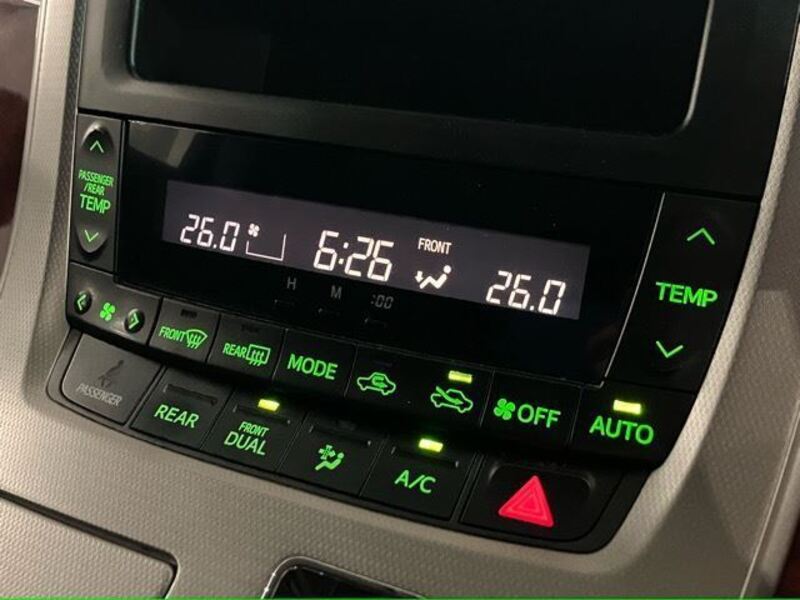 PASSENGER
/REAR
TEMP
26.0
6:26
FRONT
26.0
H
M
:00
TEMP
FRONT
REAR
MODE
OFF
AUTO
PASSENGER
REAR
FRONT
DUAL
A/C